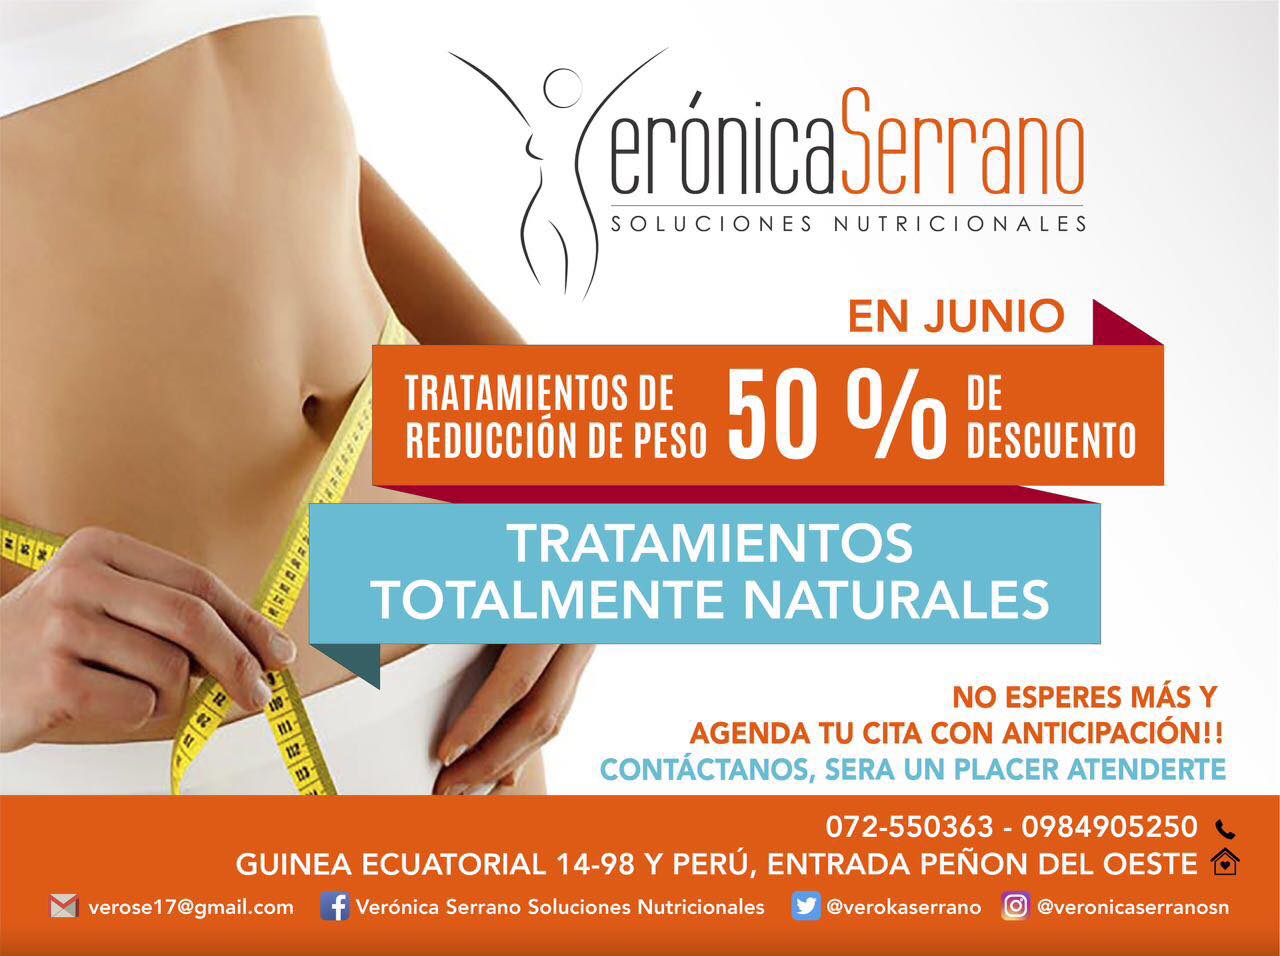 VerónicaSerrano
SOLUCIONES NUTRICIONALES
EN JUNIO
TRATAMIENTOS DE
REDUCCIÓN DE PESO
50 %
DE
DESCUENTO
TRATAMIENTOS
TOTALMENTE NATURALES
NO ESPERES MÁS Y
AGENDA TU CITA CON ANTICIPACIÓN!!
CONTÁCTANOS, SERA UN PLACER ATENDERTE
072-550363 - 0984905250
GUINEA ECUATORIAL 14-98 Y PERÚ, ENTRADA PEÑON DEL OESTE
verose17@gmail.com
Verónica Serrano Soluciones Nutricionales
@verokaserrano
@veronicaserranosn